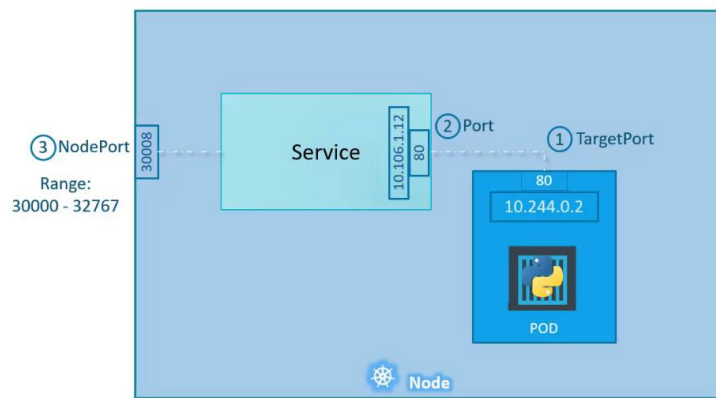 3 NodePort
Range:
30000 - 32767
30008
Service
10.106.1.12
80
2 Port
1 TargetPort
80
10.244.0.2
POD
Node